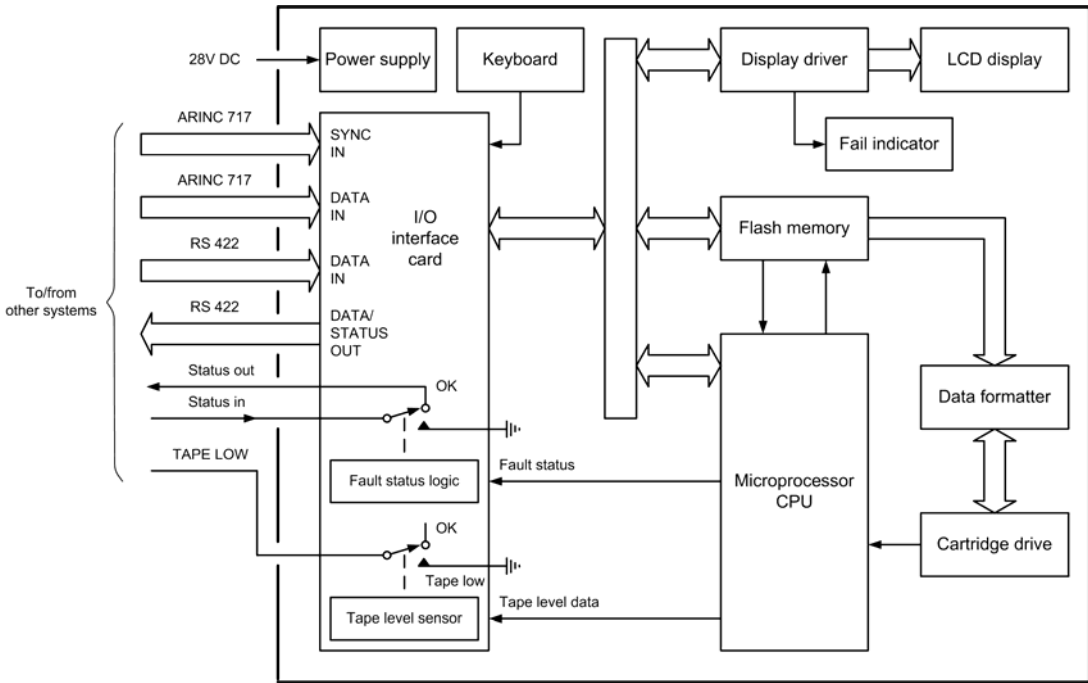 28V DC
Power supply
Keyboard
Display driver
LCD display
Fail indicator
ARINC 717
SYNC
IN
ARINC 717
DATA
IN
I/O
interface
card
RS 422
DATA
IN
RS 422
DATA/
STATUS
OUT
To/from
other systems
Status out
OK
Status in
TAPE LOW
Fault status logic
Fault status
OK
Tape low
Tape level sensor
Tape level data
Flash memory
Microprocessor
CPU
Data formatter
Cartridge drive